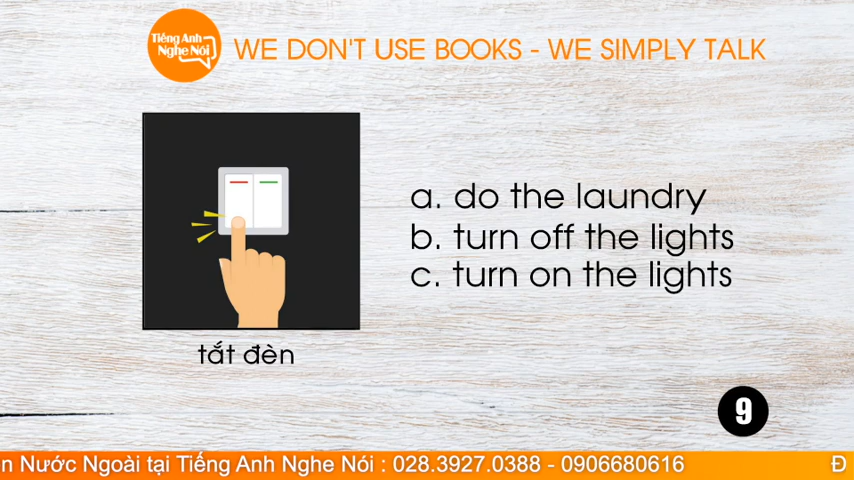 Tiếng Anh
Nghe Nói
WE DON'T USE BOOKS - WE SIMPLY TALK
a. do the laundry
b. turn off the lights
c. turn on the lights
tắt đèn
9
n Nước Ngoài tại Tiếng Anh Nghe Nói : 028.3927.0388 - 0906680616 Đ